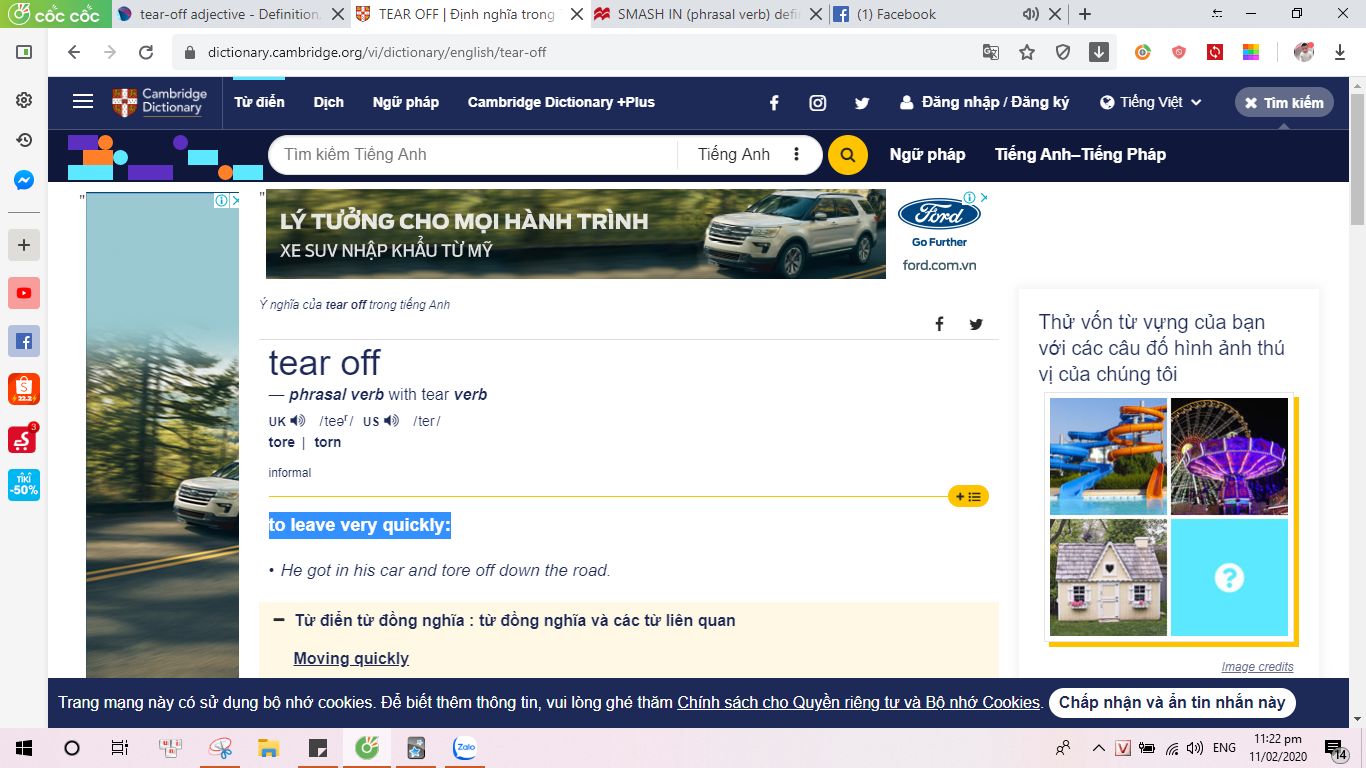 CỐC CỐC
tear-off adjective - Definition,
TEAR OFF | Định nghĩa trong
SMASH IN (phrasal verb) defi
(1) Facebook
dictionary.cambridge.org/vi/dictionary/english/tear-off
Cambridge
Dictionary
Từ điển
Dịch
Ngữ pháp
Cambridge Dictionary +Plus
Đăng nhập / Đăng ký
Tiếng Việt
Tìm kiếm
Tìm kiếm Tiếng Anh
Tiếng Anh
Ngữ pháp
Tiếng Anh–Tiếng Pháp
"
"
LÝ TƯỞNG CHO MỌI HÀNH TRÌNH
XE SUV NHẬP KHẨU TỪ MỸ
Ford
Go Further
ford.com.vn
Ý nghĩa của tear off trong tiếng Anh
tear off
— phrasal verb with tear verb
UK /teər/ US /ter/
tore | torn
informal
to leave very quickly:
• He got in his car and tore off down the road.
Từ điển từ đồng nghĩa : từ đồng nghĩa và các từ liên quan
Moving quickly
Thử vốn từ vựng của bạn
với các câu đố hình ảnh thú
vị của chúng tôi
?
Image credits
Trang mạng này có sử dụng bộ nhớ cookies. Để biết thêm thông tin, vui lòng ghé thăm Chính sách cho Quyền riêng tư và Bộ nhớ Cookies.
Chấp nhận và ẩn tin nhắn này
S
22.2
3
TIKI
-50%
Zalo
V
ENG
11:22 pm
11/02/2020
14